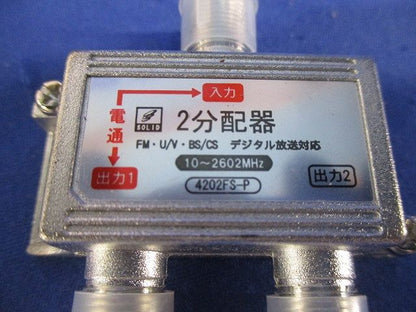 入力
電通
SOLID
2分配器
FM・U/V・BS/CS デジタル放送対応
10〜2602MHz
出力1
出力2
4202FS-P